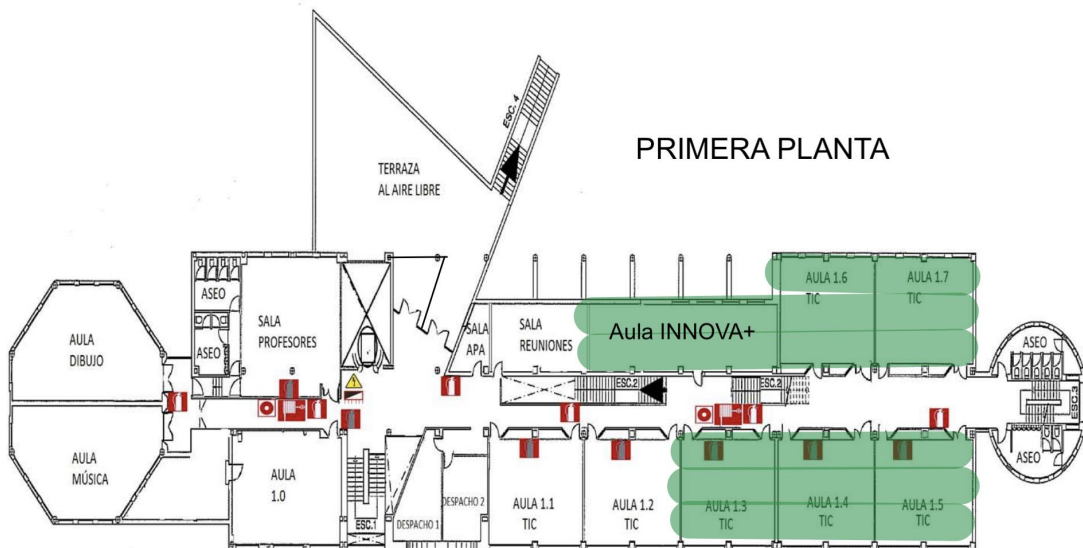 ESC. 4
PRIMERA PLANTA
TERRAZA
AL AIRE LIBRE
ASEO
SALA
PROFESORES
ASEO
AULA
DIBUJO
SALA
APA
SALA
REUNIONES
Aula INNOVA+
AULA 1.6
TIC
AULA 1.7
TIC
ASEO
ESC.2
ESC.2
ESC.3
AULA
MÚSICA
AULA
1.0
ESC.1
DESPACHO 1
DESPACHO 2
AULA 1.1
TIC
AULA 1.2
TIC
AULA 1.3
TIC
AULA 1.4
TIC
AULA 1.5
TIC
ASEO